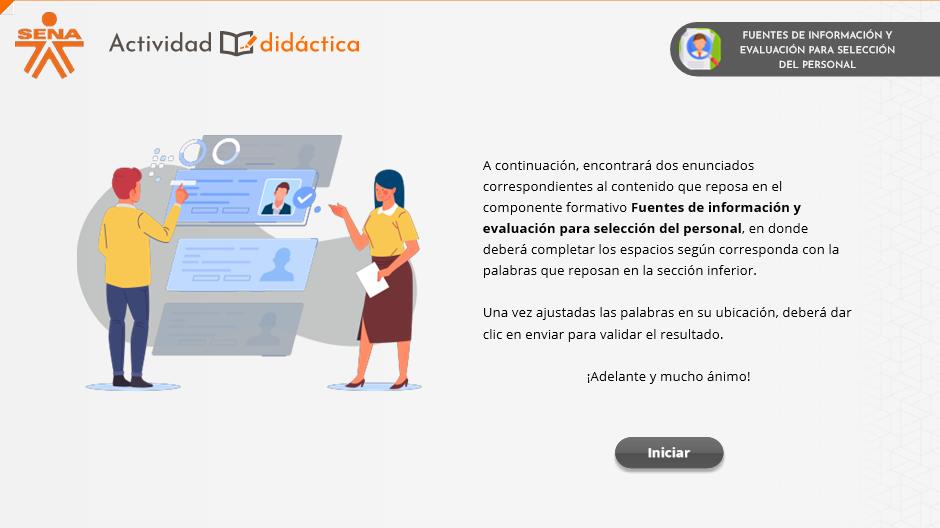 SENA
Actividad didáctica
FUENTES DE INFORMACIÓN Y
EVALUACIÓN PARA SELECCIÓN
DEL PERSONAL
A continuación, encontrará dos enunciados
correspondientes al contenido que reposa en el
componente formativo Fuentes de información y
evaluación para selección del personal, en donde
deberá completar los espacios según corresponda con la
palabras que reposan en la sección inferior.
Una vez ajustadas las palabras en su ubicación, deberá dar
clic en enviar para validar el resultado.
¡Adelante y mucho ánimo!
Iniciar